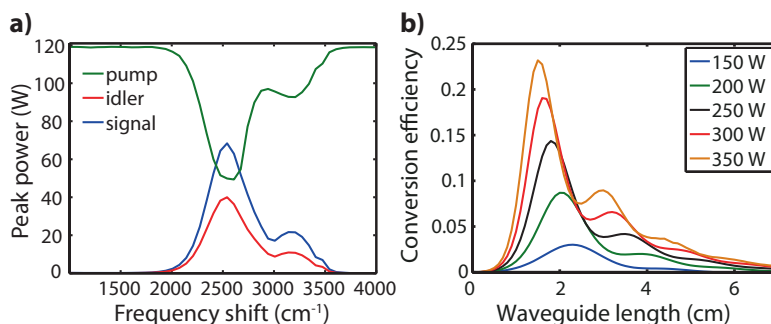 a)
120
100
80
60
40
20
0
Peak power (W)
pump
idler
signal
1500 2000 2500 3000 3500 4000
Frequency shift (cm⁻¹)
b)
0.25
0.2
0.15
0.1
0.05
0
Conversion efficiency
150 W
200 W
250 W
300 W
350 W
0 2 4 6
Waveguide length (cm)